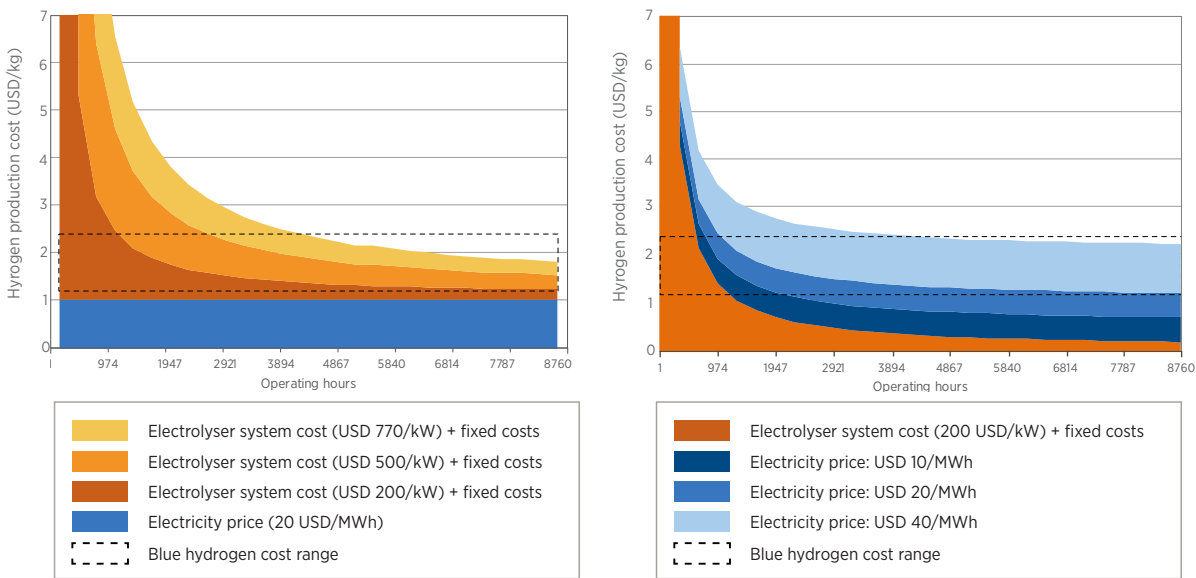 Hyrogen production cost (USD/kg)
7
6
5
4
3
2
1
0
1 974 1947 2921 3894 4867 5840 6814 7787 8760
Operating hours
Electrolyser system cost (USD 770/kW) + fixed costs
Electrolyser system cost (USD 500/kW) + fixed costs
Electrolyser system cost (USD 200/kW) + fixed costs
Electricity price (20 USD/MWh)
Blue hydrogen cost range
Hyrogen production cost (USD/kg)
7
6
5
4
3
2
1
0
1 974 1947 2921 3894 4867 5840 6814 7787 8760
Operating hours
Electrolyser system cost (200 USD/kW) + fixed costs
Electricity price: USD 10/MWh
Electricity price: USD 20/MWh
Electricity price: USD 40/MWh
Blue hydrogen cost range